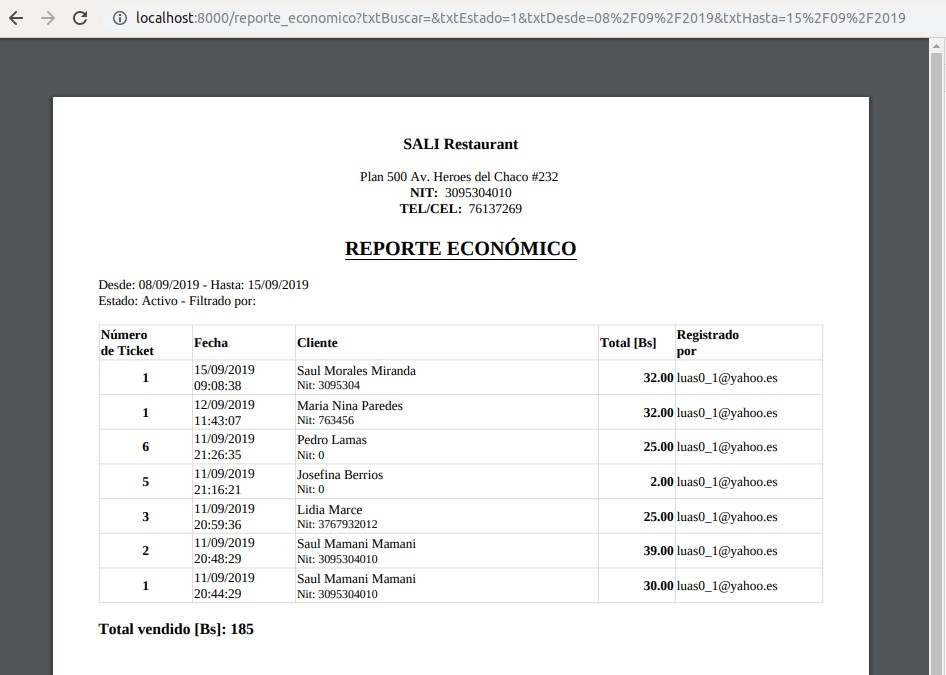 localhost:8000/reporte_economico?txtBuscar=&txtEstado=1&txtDesde=08%2F09%2F2019&txtHasta=15%2F09%2F2019
SALI Restaurant
Plan 500 Av. Heroes del Chaco #232
NIT: 3095304010
TEL/CEL: 76137269
REPORTE ECONÓMICO
Desde: 08/09/2019 - Hasta: 15/09/2019
Estado: Activo - Filtrado por:
Número de Ticket Fecha Cliente Total [Bs] Registrado por
1 15/09/2019 09:08:38 Saul Morales Miranda Nit: 3095304 32.00 luas0_1@yahoo.es
1 12/09/2019 11:43:07 Maria Nina Paredes Nit: 763456 32.00 luas0_1@yahoo.es
6 11/09/2019 21:26:35 Pedro Lamas Nit: 0 25.00 luas0_1@yahoo.es
5 11/09/2019 21:16:21 Josefina Berrios Nit: 0 2.00 luas0_1@yahoo.es
3 11/09/2019 20:59:36 Lidia Marce Nit: 3767932012 25.00 luas0_1@yahoo.es
2 11/09/2019 20:48:29 Saul Mamani Mamani Nit: 3095304010 39.00 luas0_1@yahoo.es
1 11/09/2019 20:44:29 Saul Mamani Mamani Nit: 3095304010 30.00 luas0_1@yahoo.es
Total vendido [Bs]: 185